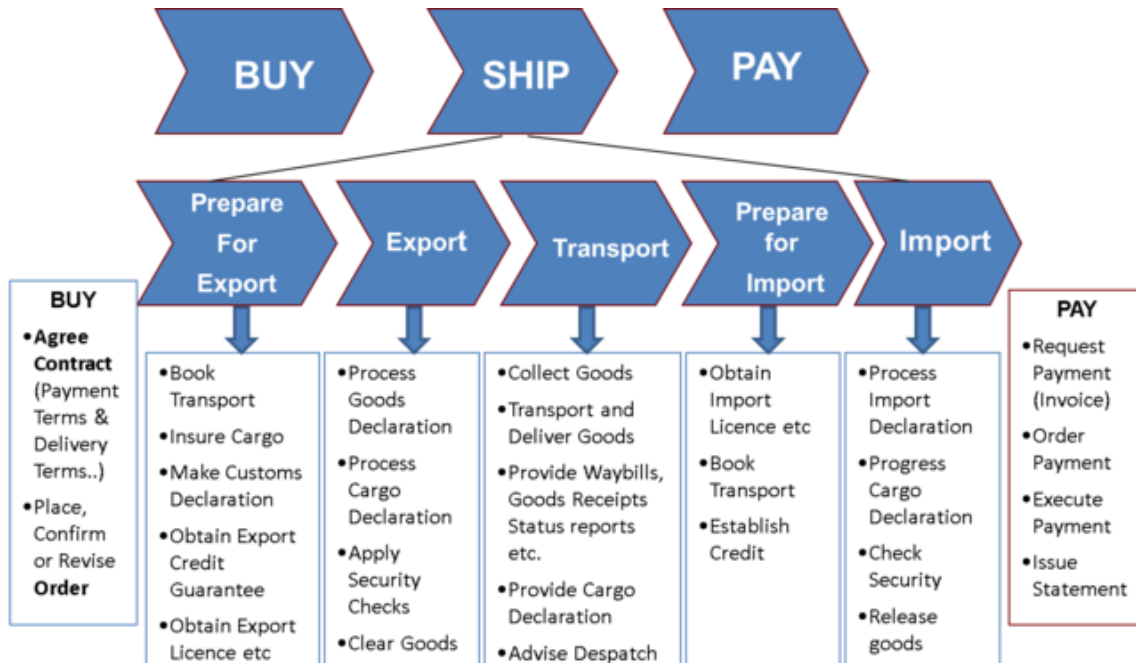 BUY
SHIP
PAY
Prepare
For
Export
Export
Transport
Prepare
for
Import
Import
BUY
•Agree
Contract
(Payment
Terms &
Delivery
Terms..)
•Place,
Confirm
or Revise
Order
•Book
Transport
•Insure Cargo
•Make Customs
Declaration
•Obtain Export
Credit
Guarantee
•Obtain Export
Licence etc
•Process
Goods
Declaration
•Process
Cargo
Declaration
•Apply
Security
Checks
•Clear Goods
•Collect Goods
•Transport and
Deliver Goods
•Provide Waybills,
Goods Receipts
Status reports
etc.
•Provide Cargo
Declaration
•Advise Despatch
•Obtain
Import
Licence etc
•Book
Transport
•Establish
Credit
•Process
Import
Declaration
•Progress
Cargo
Declaration
•Check
Security
•Release
goods
PAY
•Request
Payment
(Invoice)
•Order
Payment
•Execute
Payment
•Issue
Statement